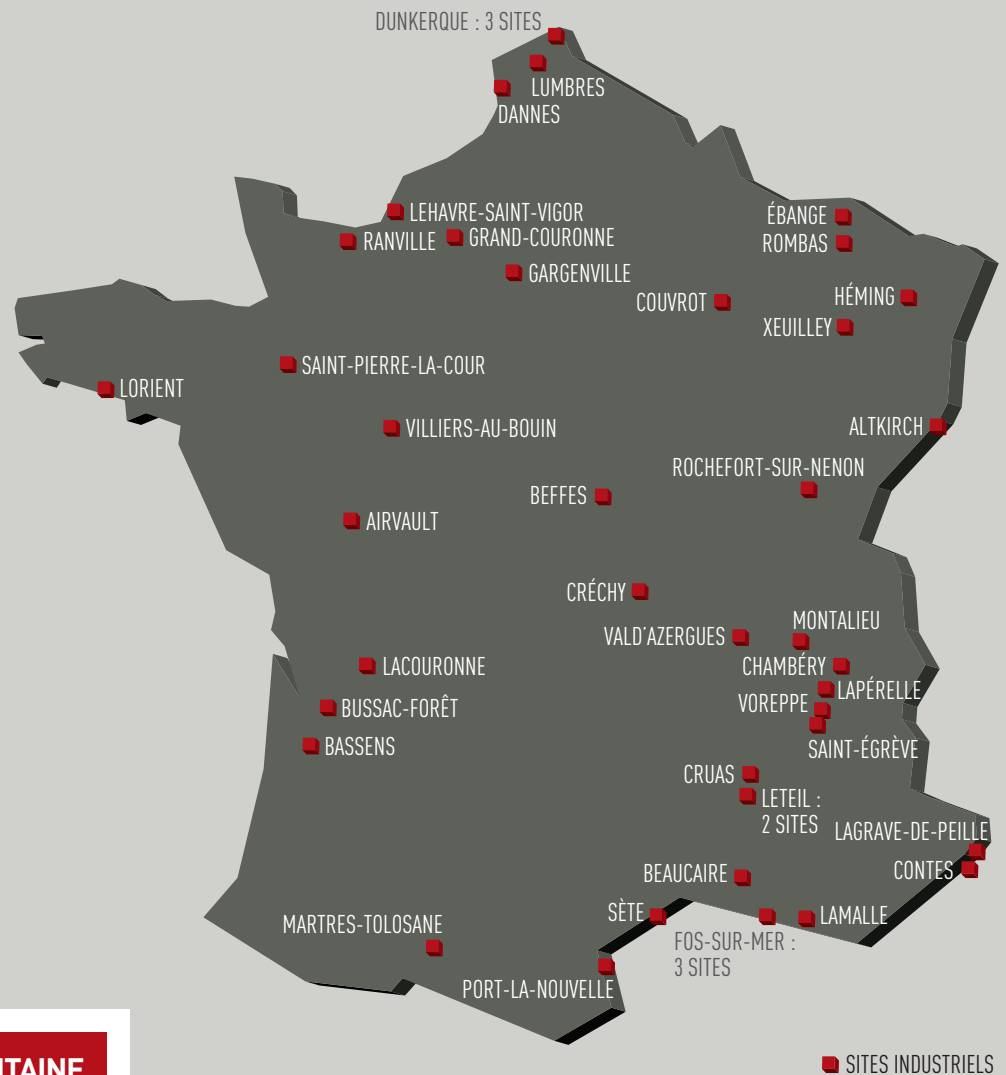 DUNKERQUE : 3 SITES
LUMBRES
DANNES
LEHAVRE-SAINT-VIGOR
RANVILLE
GRAND-COURONNE
GARGENVILLE
ÉBANGE
ROMBAS
COUVROT
HÉMING
XEUILLEY
SAINT-PIERRE-LA-COUR
LORIENT
VILLIERS-AU-BOUIN
ALTKIRCH
ROCHEFORT-SUR-NENON
BEFFES
AIRVAULT
CRÉCHY
VALD'AZERGUES
MONTALIEU
CHAMBÉRY
LACOURONNE
LAPÉRELLE
VOREPPE
BUSSAC-FORÊT
BASSENS
SAINT-ÉGRÈVE
CRUAS
LETEIL :
2 SITES
LAGRAVE-DE-PEILLE
CONTES
BEAUCAIRE
SÈTE
LAMALLE
MARTRES-TOLOSANE
FOS-SUR-MER :
3 SITES
PORT-LA-NOUVELLE
SITES INDUSTRIELS